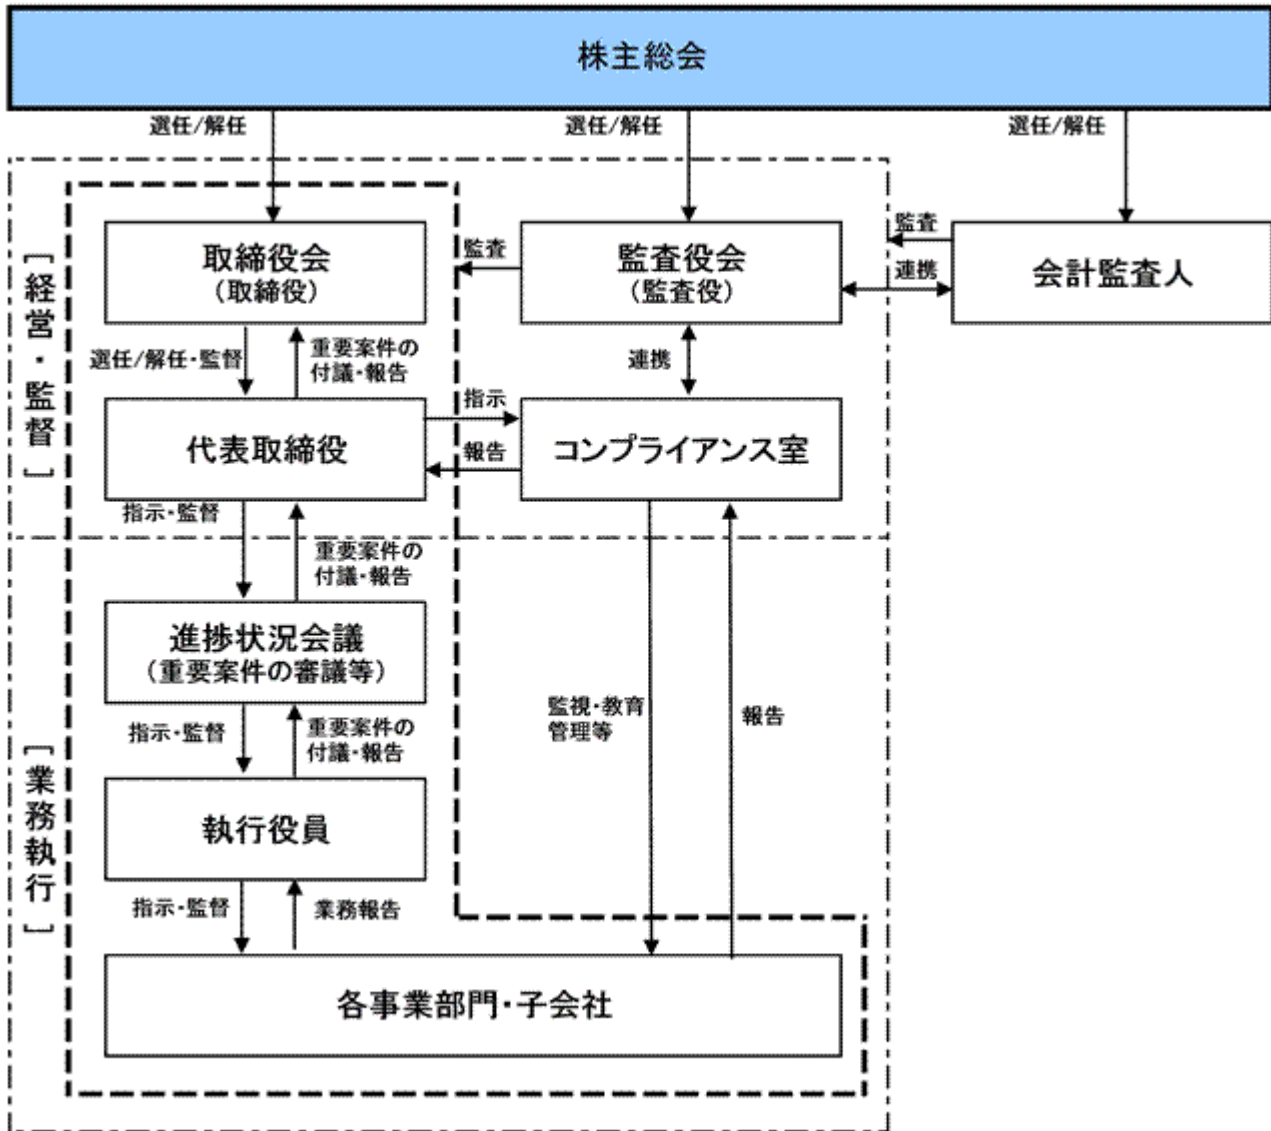 株主総会
選任/解任
選任/解任
選任/解任
[経営・監督]
取締役会
（取締役）
監査
監査役会
（監査役）
監査
連携
会計監査人
選任/解任・監督
重要案件の
付議・報告
連携
代表取締役
指示
報告
コンプライアンス室
指示・監督
重要案件の
付議・報告
[業務執行]
進捗状況会議
（重要案件の審議等）
指示・監督
重要案件の
付議・報告
監視・教育
管理等
報告
執行役員
指示・監督
業務報告
各事業部門・子会社